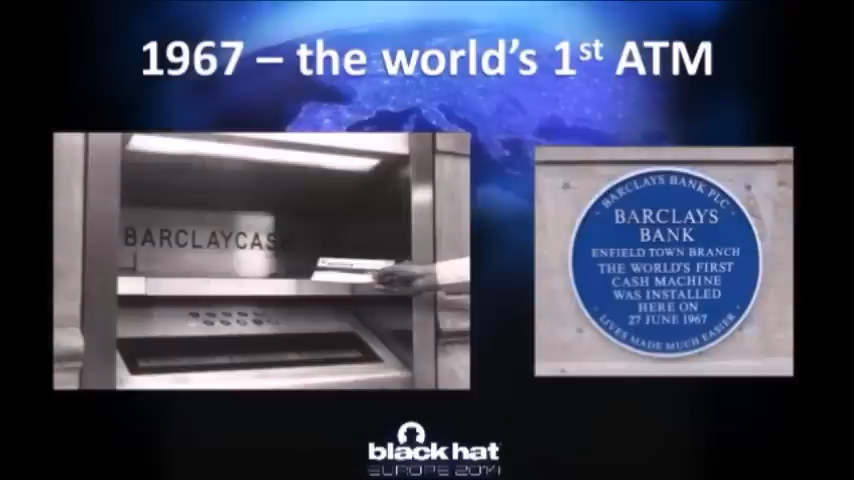 1967 – the world's 1st ATM
BARCLAYCASH
BARCLAYS BANK PLC
BARCLAYS
BANK
ENFIELD TOWN BRANCH
THE WORLD'S FIRST
CASH MACHINE
WAS INSTALLED
HERE ON
27 JUNE 1967
LIVES MADE MUCH EASIER
black hat
EUROPE 2014